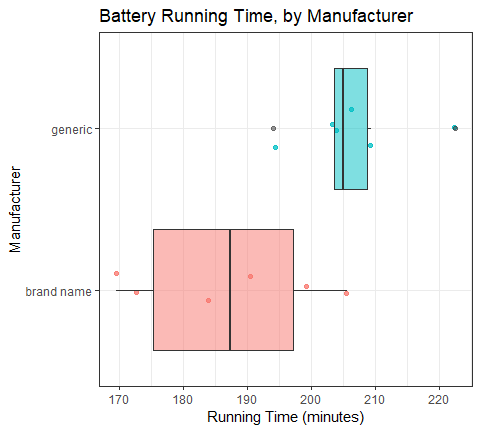 Battery Running Time, by Manufacturer
Manufacturer
generic
brand name
170 180 190 200 210 220
Running Time (minutes)